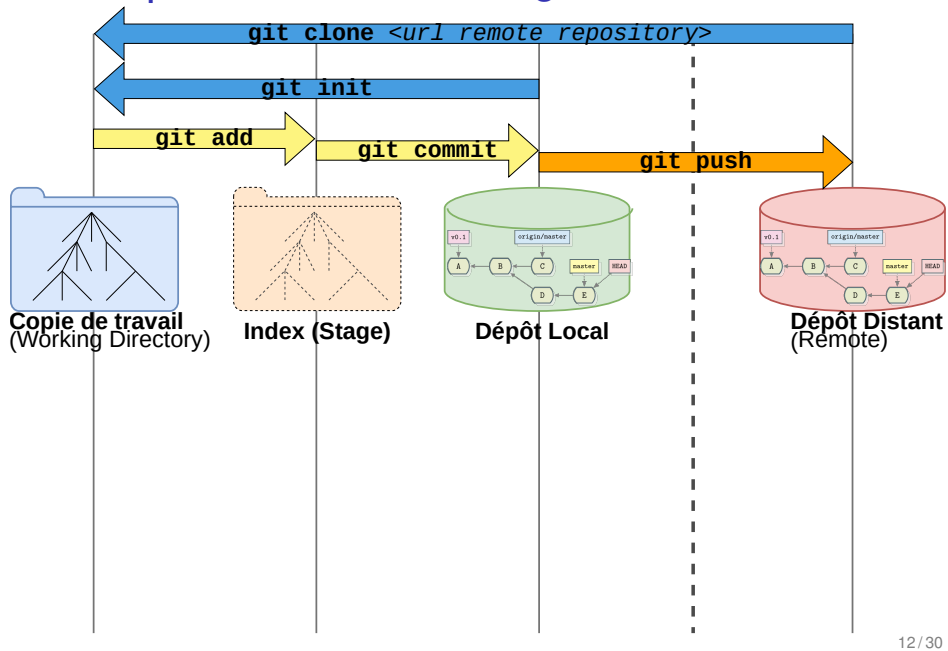 git clone <url remote repository>
git init
git add
git commit
git push
v0.1
origin/master
A
B
C
master
HEAD
D
E
v0.1
origin/master
A
B
C
master
HEAD
D
E
Copie de travail
(Working Directory)
Index (Stage)
Dépôt Local
Dépôt Distant
(Remote)
12/30